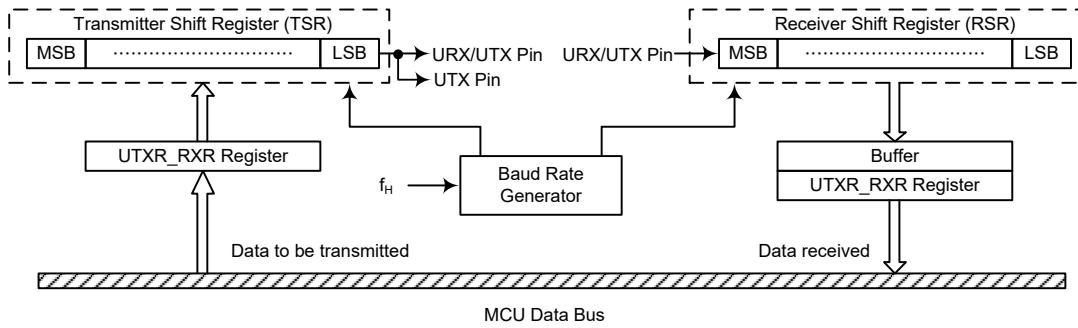 Transmitter Shift Register (TSR)
MSB
LSB
URX/UTX Pin
UTX Pin
UTXR_RXR Register
Data to be transmitted
fH
Baud Rate
Generator
URX/UTX Pin
Receiver Shift Register (RSR)
MSB
LSB
Buffer
UTXR_RXR Register
Data received
MCU Data Bus